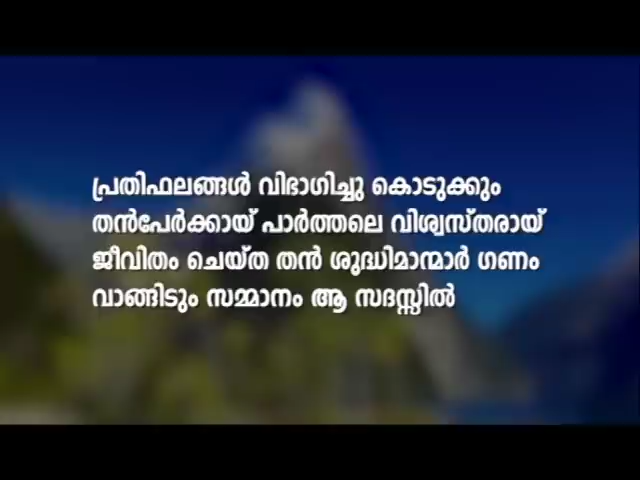 പ്രതിഫലങ്ങൾ വിഭാഗിച്ചു കൊടുക്കും
തൻപേർക്കായ് പാർത്തലെ വിശ്വസ്തരായ്
ജീവിതം ചെയ്ത തൻ ശുദ്ധിമാന്മാർ ഗണം
വാങ്ങിടും സമ്മാനം ആ സദസ്സിൽ